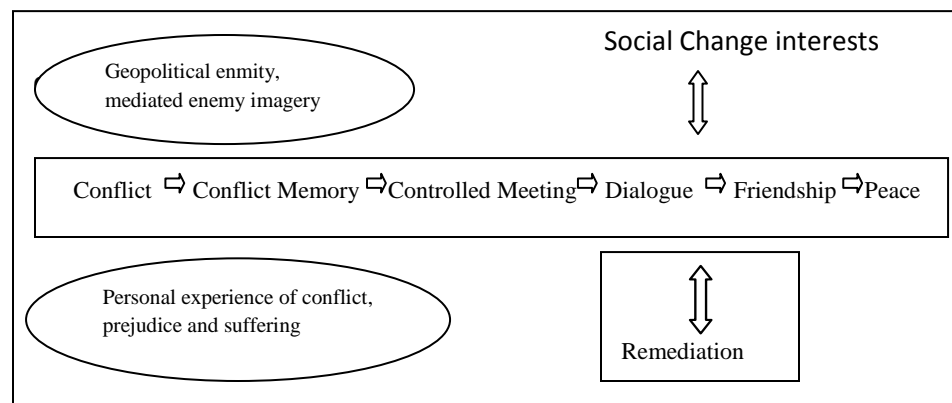 Social Change interests
Geopolitical enmity,
mediated enemy imagery
Conflict ⇨ Conflict Memory ⇨Controlled Meeting⇨ Dialogue ⇨ Friendship ⇨Peace
Personal experience of conflict,
prejudice and suffering
Remediation